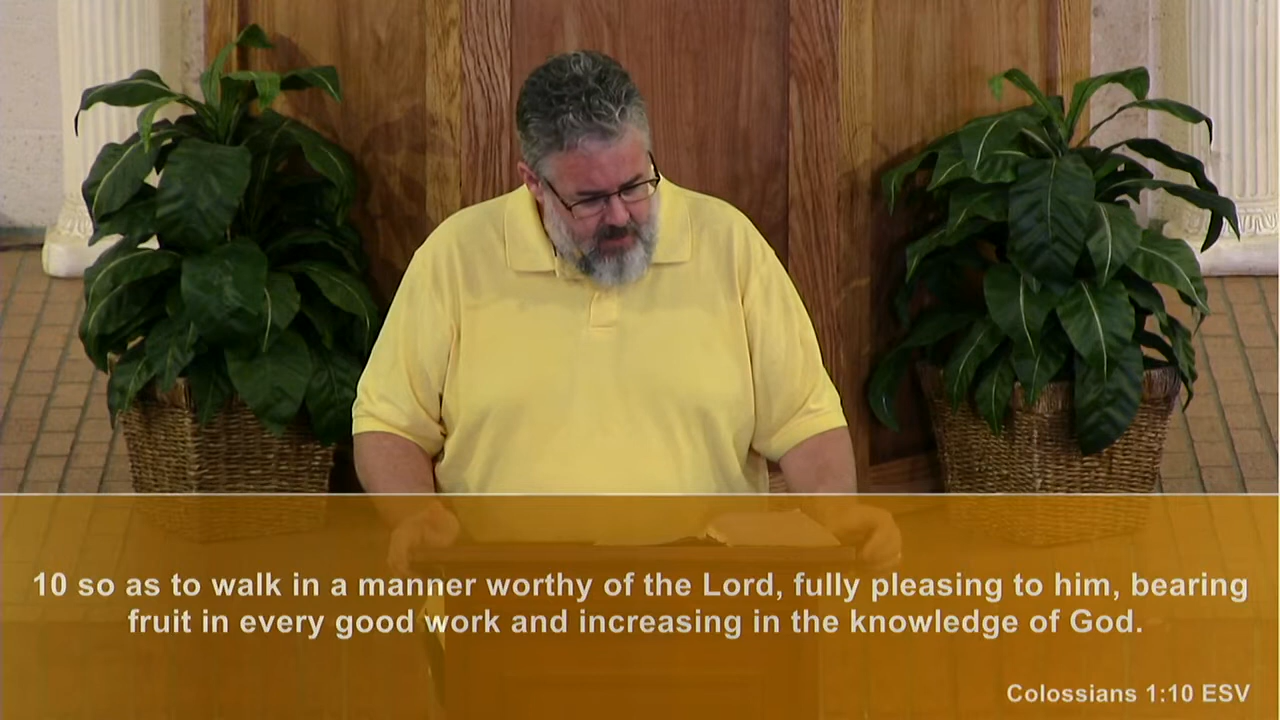 10 so as to walk in a manner worthy of the Lord, fully pleasing to him, bearing
fruit in every good work and increasing in the knowledge of God.
Colossians 1:10 ESV